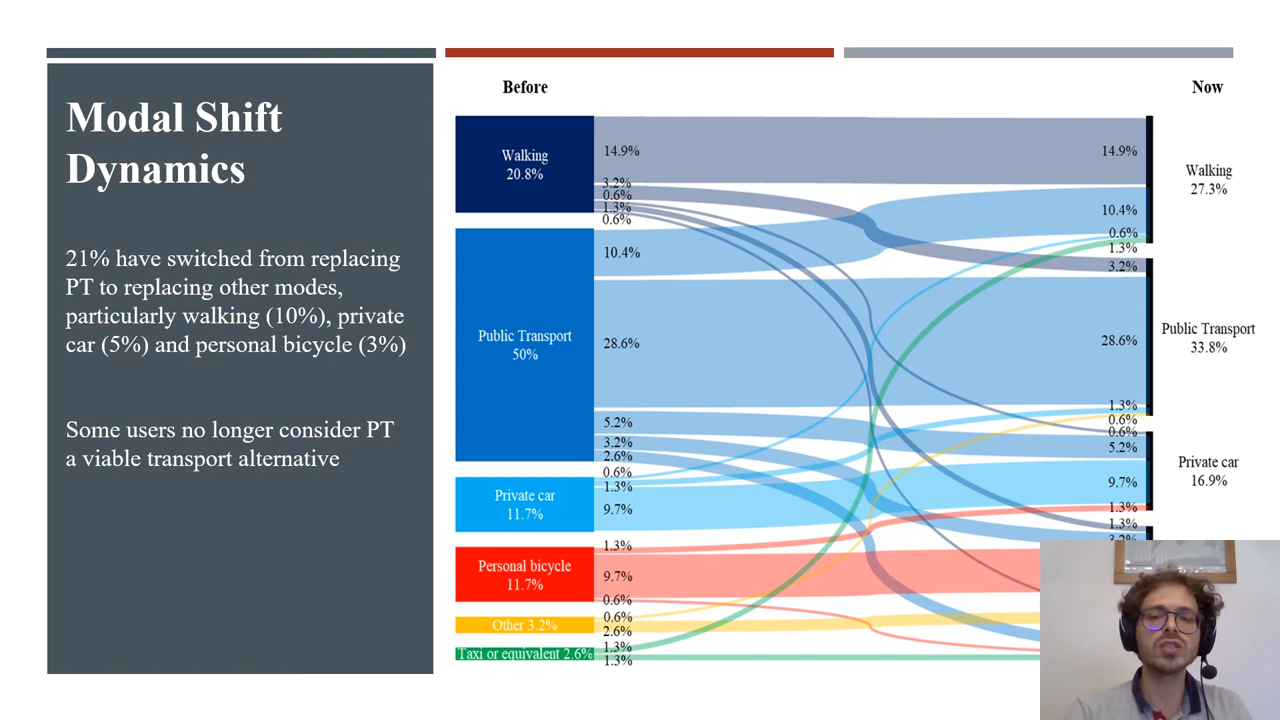 Modal Shift
Dynamics
21% have switched from replacing
PT to replacing other modes,
particularly walking (10%), private
car (5%) and personal bicycle (3%)
Some users no longer consider PT
a viable transport alternative
Before
Now
Walking
20.8%
14.9%
3.2%
0.6%
1.3%
0.6%
Public Transport
50%
10.4%
28.6%
5.2%
3.2%
2.6%
Private car
11.7%
0.6%
1.3%
9.7%
Personal bicycle
11.7%
1.3%
9.7%
0.6%
Other 3.2%
0.6%
2.6%
Taxi or equivalent 2.6%
1.3%
1.3%
14.9%
10.4%
0.6%
1.3%
Walking
27.3%
3.2%
28.6%
1.3%
0.6%
Public Transport
33.8%
0.6%
5.2%
9.7%
1.3%
Private car
16.9%
1.3%